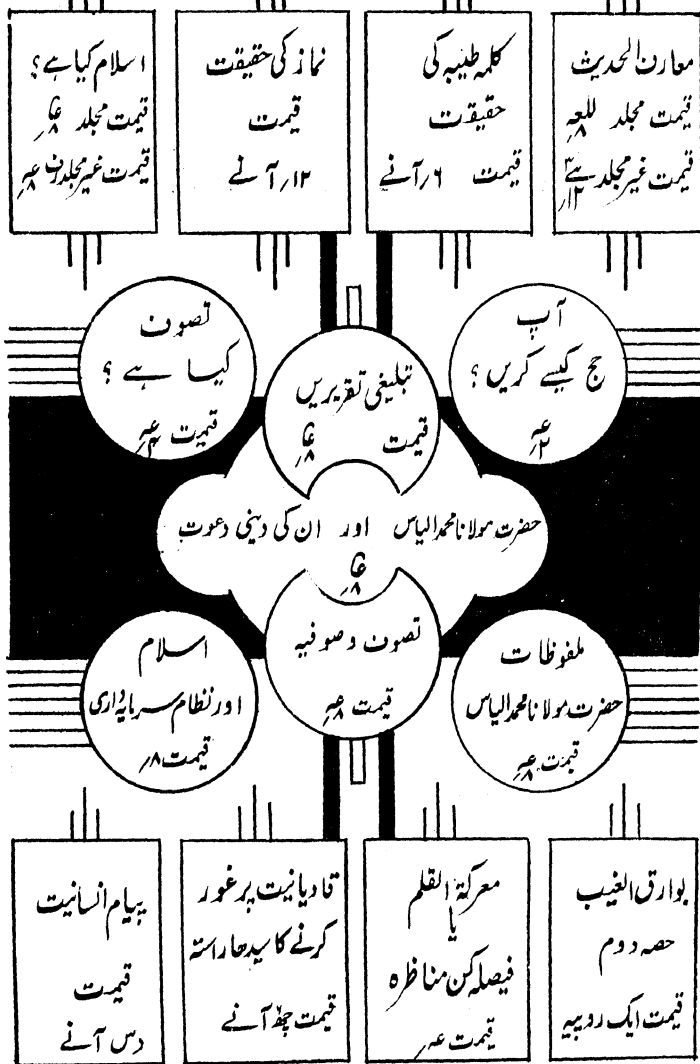 معارف الحدیث
قیمت مجلد
قیمت غیر مجلد
کلمہ طیبہ کی
حقیقت
قیمت ۶؍آنے
نماز کی حقیقت
قیمت
۱۲؍آنے
اسلام کیا ہے؟
قیمت مجلد
قیمت غیر مجلد
آپ
حج کیسے کریں؟
تبلیغی تقریریں
قیمت
تصوف
کیا ہے؟
قیمت
حضرت مولانا محمد الیاس اور ان کی دینی دعوت
ملفوظات
حضرت مولانا محمد الیاس
قیمت
تصوف و صوفیہ
قیمت
اسلام
اور نظام سرمایہ داری
قیمت ۸؍
بوارق الغیب
حصہ دوم
قیمت ایک روپیہ
معرکۃ القلم
یا
فیصلہ کن مناظرہ
قیمت
قادیانیت پر غور
کرنے کا سیدھا راستہ
قیمت چھ آنے
پیام انسانیت
قیمت
دس آنے